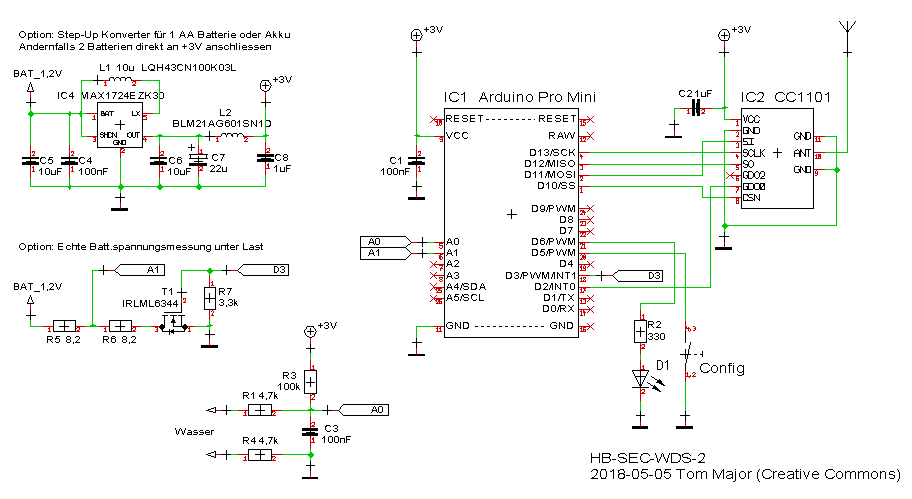 Option: Step-Up Konverter für 1 AA Batterie oder Akku
Andernfalls 2 Batterien direkt an +3V anschliessen
L1 10u LQH43CN100K03L
BAT_1,2V
IC4 MAX1724EZK30
+3V
BAT LX
SHDN OUT
GND
L2
BLM21AG601SN1D
C5
10uF
C4
100nF
C6
10uF
C7
22u
C8
1uF
Option: Echte Batt.spannungsmessung unter Last
A1
D3
BAT_1,2V
T1
IRLML6344
R7
3,3k
R5 8,2
R6 8,2
+3V
R3
100k
R1 4,7k
A0
Wasser
C3
100nF
R4 4,7k
+3V
IC1 Arduino Pro Mini
RESET RESET
VCC RAW
C1
100nF
D13/SCK
D12/MISO
D11/MOSI
D10/SS
D9/PWM
D8
D7
A0 A0 D6/PWM
A1 A1 D5/PWM
A2 D4
A3 D3/PWM/INT1 D3
A4/SDA D2/INT0
A5/SCL D1/TX
D0/RX
GND GND
+3V
C2 1uF
IC2 CC1101
VCC
GND GND
SI
SCLK ANT
SO
GDO2 GND
GDO0
CSN
R2
330
D1
Config
HB-SEC-WDS-2
2018-05-05 Tom Major (Creative Commons)